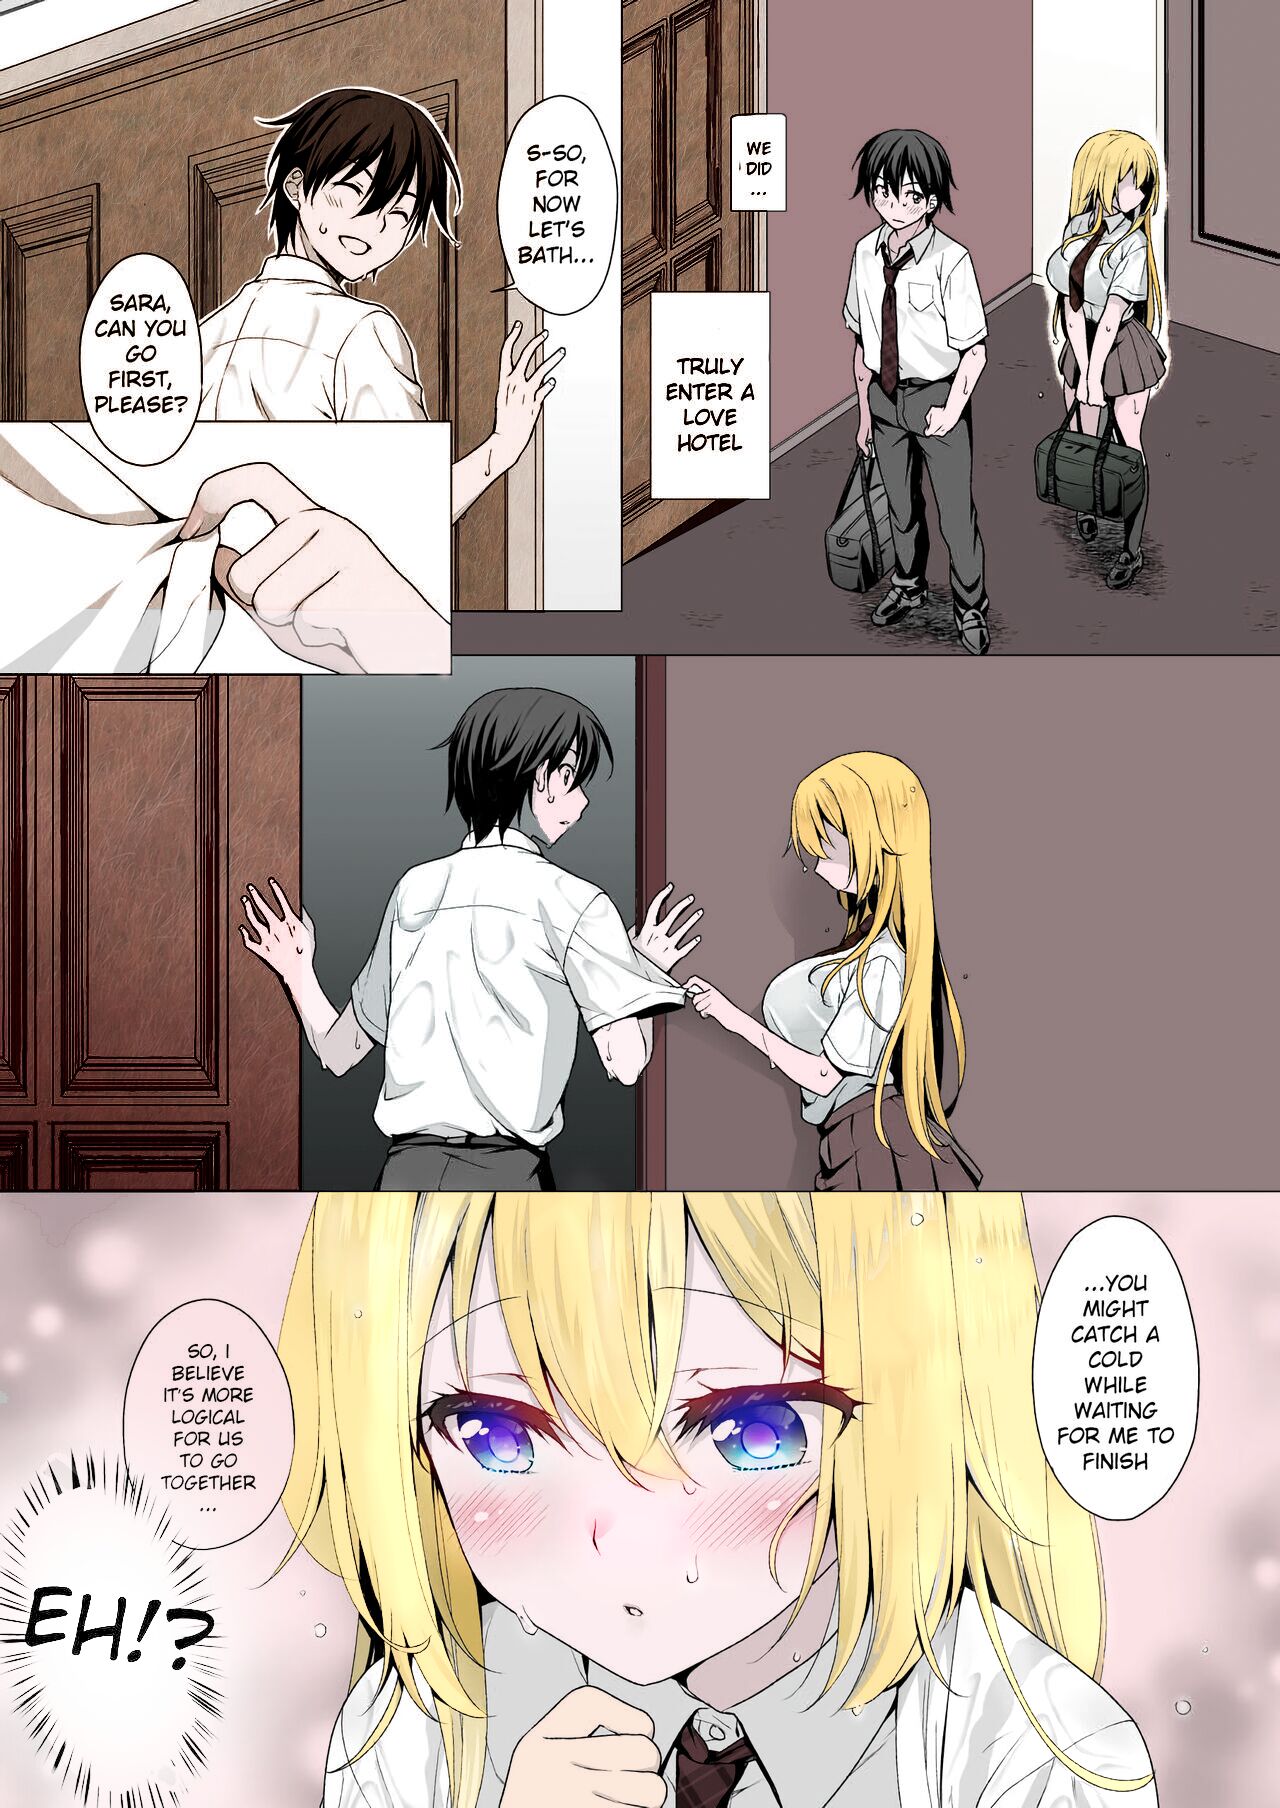 WE
DID
...
TRULY
ENTER A
LOVE
HOTEL
S-SO,
FOR
NOW
LET'S
BATH...
SARA,
CAN YOU
GO
FIRST,
PLEASE?
...YOU
MIGHT
CATCH A
COLD
WHILE
WAITING
FOR ME TO
FINISH
SO, I
BELIEVE
IT'S MORE
LOGICAL
FOR US
TO GO
TOGETHER
...
EH!?